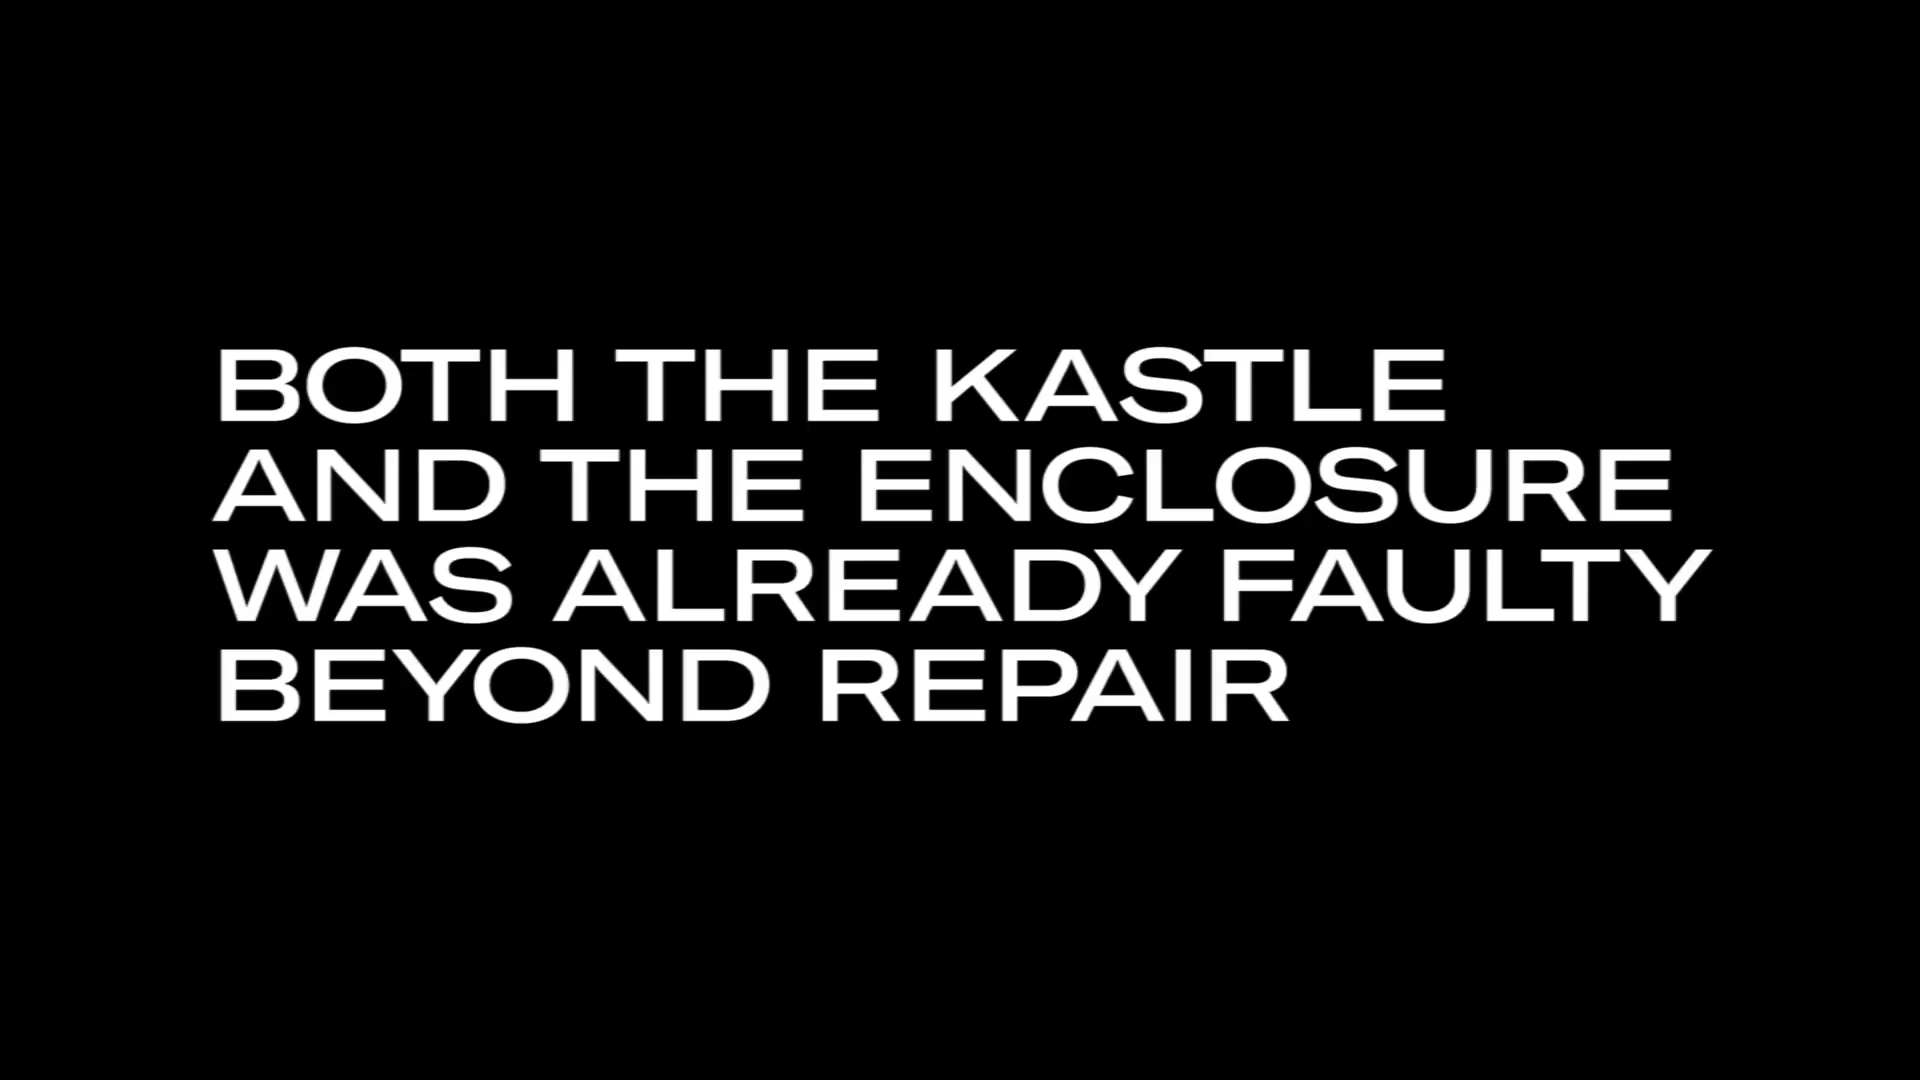 BOTH THE KASTLE
AND THE ENCLOSURE
WAS ALREADY FAULTY
BEYOND REPAIR